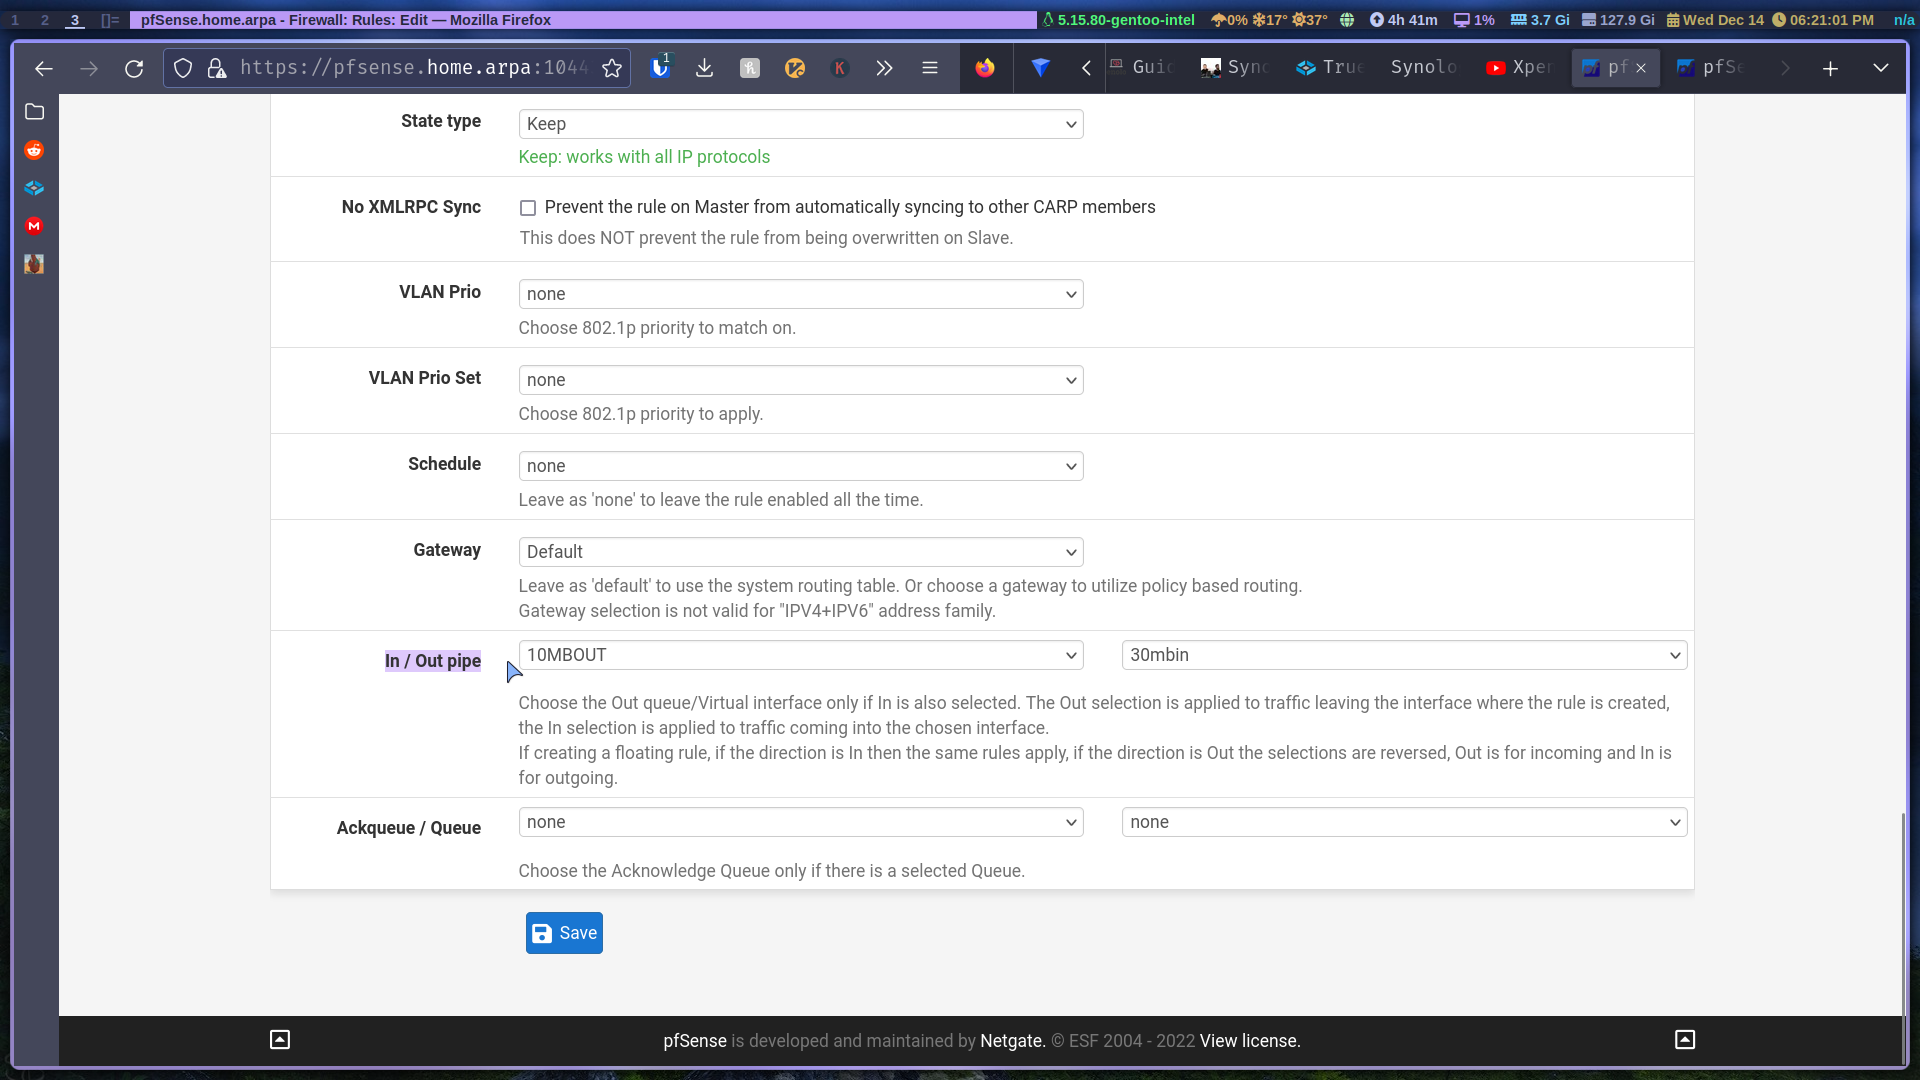 1 2 3 []= pfSense.home.arpa - Firewall: Rules: Edit — Mozilla Firefox 5.15.80-gentoo-intel 0% 17° 37° 4h 41m 1% 3.7 Gi 127.9 Gi Wed Dec 14 06:21:01 PM n/a
https://pfsense.home.arpa:1044 1 Guid Syno True Synolo Xpen pf pfSe
State type
Keep
Keep: works with all IP protocols
No XMLRPC Sync
Prevent the rule on Master from automatically syncing to other CARP members
This does NOT prevent the rule from being overwritten on Slave.
VLAN Prio
none
Choose 802.1p priority to match on.
VLAN Prio Set
none
Choose 802.1p priority to apply.
Schedule
none
Leave as 'none' to leave the rule enabled all the time.
Gateway
Default
Leave as 'default' to use the system routing table. Or choose a gateway to utilize policy based routing.
Gateway selection is not valid for "IPV4+IPV6" address family.
In / Out pipe
10MBOUT 30mbin
Choose the Out queue/Virtual interface only if In is also selected. The Out selection is applied to traffic leaving the interface where the rule is created,
the In selection is applied to traffic coming into the chosen interface.
If creating a floating rule, if the direction is In then the same rules apply, if the direction is Out the selections are reversed, Out is for incoming and In is
for outgoing.
Ackqueue / Queue
none none
Choose the Acknowledge Queue only if there is a selected Queue.
Save
pfSense is developed and maintained by Netgate. © ESF 2004 - 2022 View license.